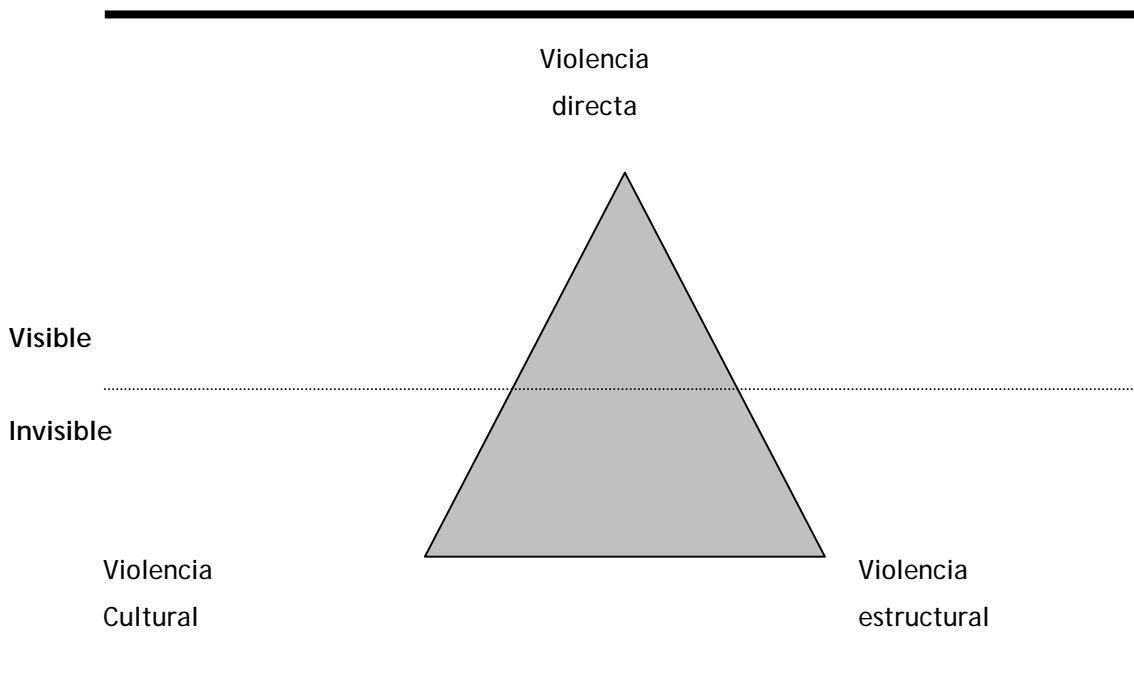 Violencia
directa
Visible
Invisible
Violencia
Cultural
Violencia
estructural